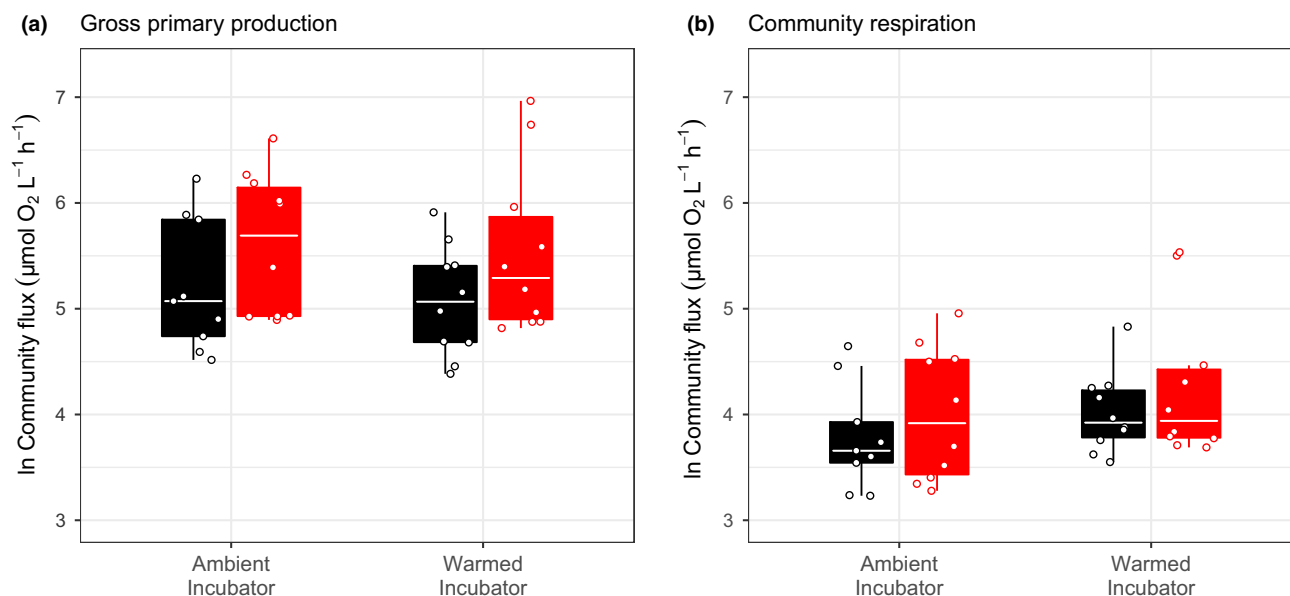 (a) Gross primary production
ln Community flux (µmol O₂ L⁻¹ h⁻¹)
7
6
5
4
3
Ambient
Incubator
Warmed
Incubator
(b) Community respiration
ln Community flux (µmol O₂ L⁻¹ h⁻¹)
7
6
5
4
3
Ambient
Incubator
Warmed
Incubator